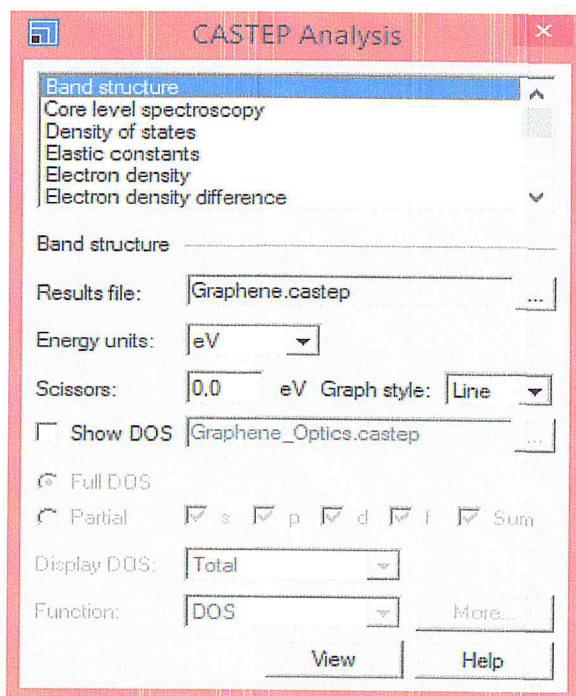 CASTEP Analysis
Band structure
Core level spectroscopy
Density of states
Elastic constants
Electron density
Electron density difference
Band structure
Results file: Graphene.castep ...
Energy units: eV
Scissors: 0,0 eV Graph style: Line
Show DOS Graphene_Optics.castep ...
Full DOS
Partial s p d f Sum
Display DOS: Total
Function: DOS More...
View Help